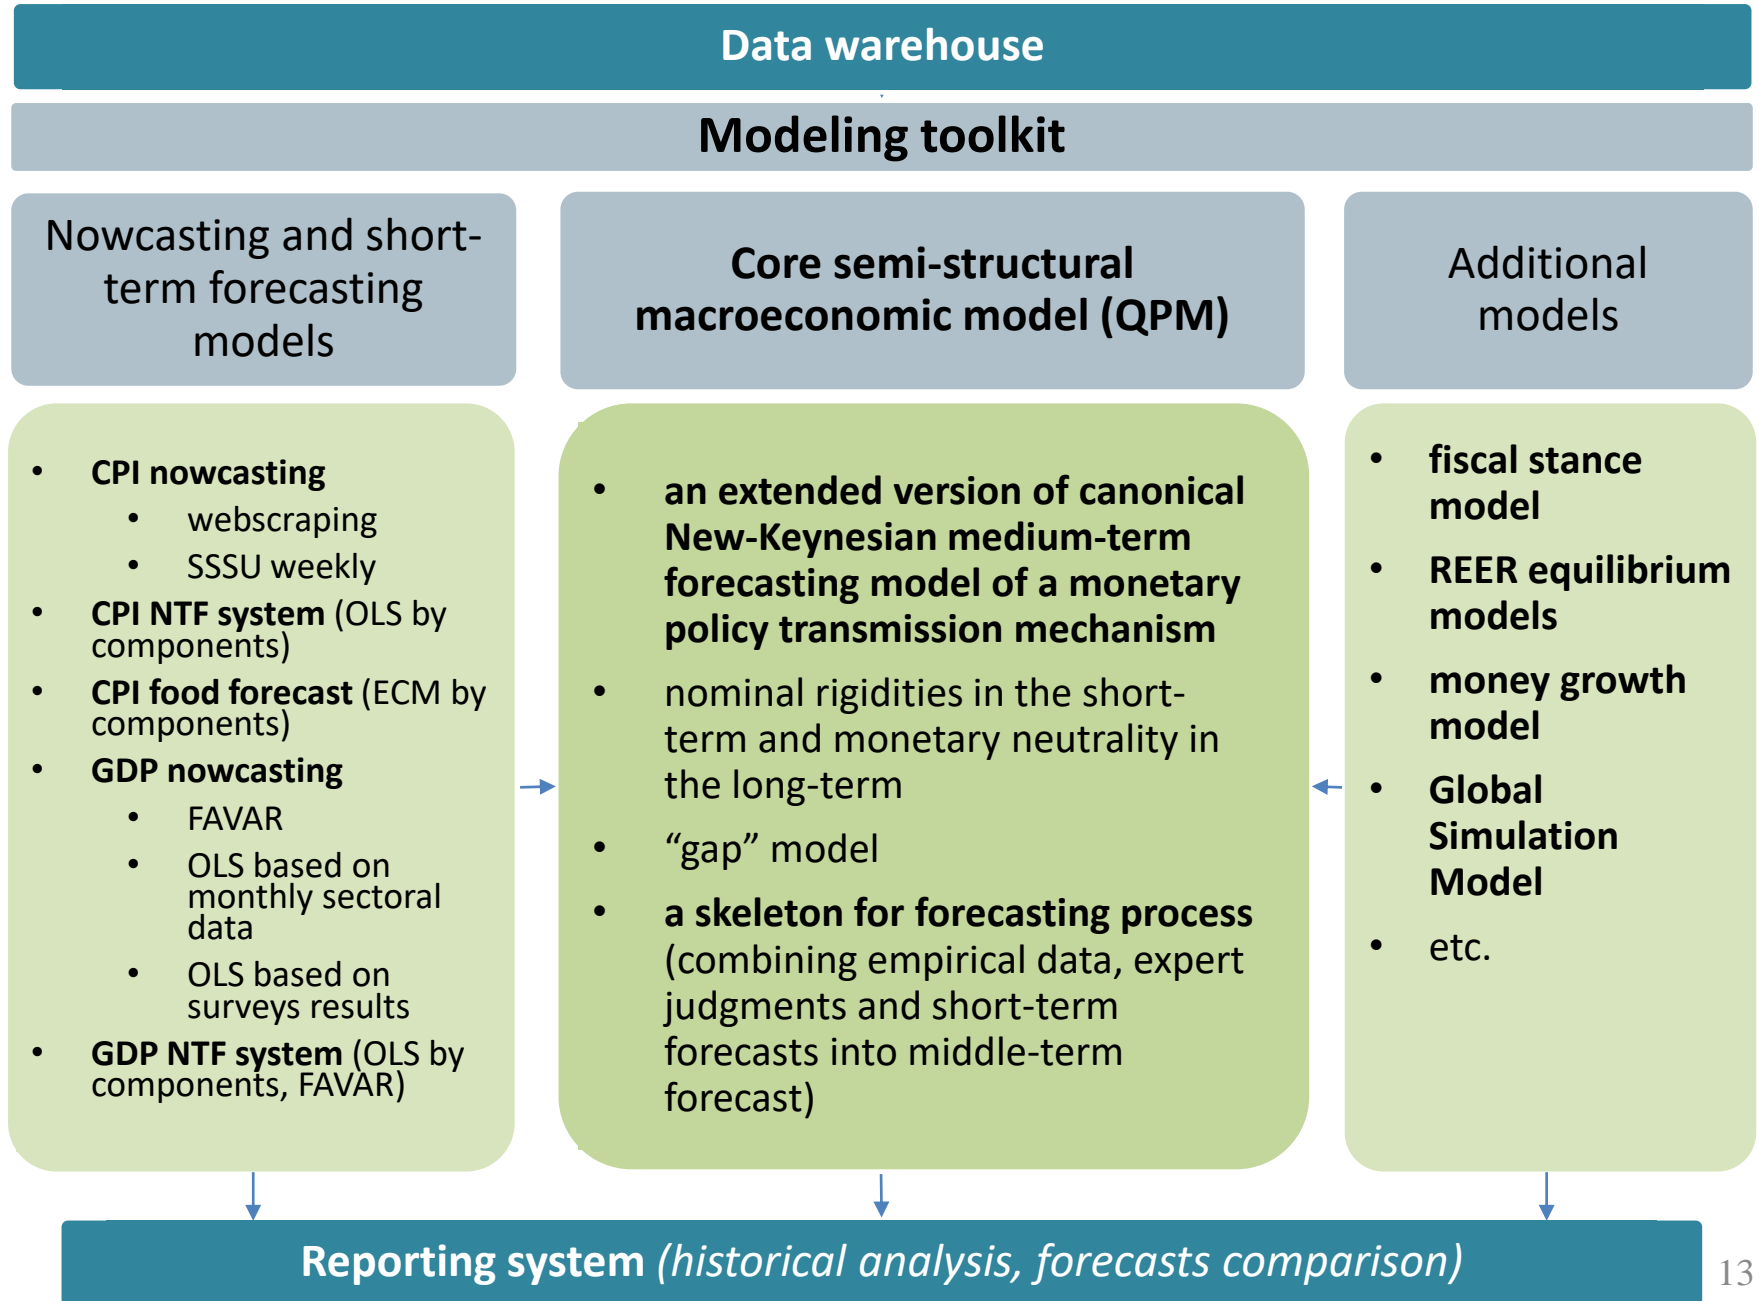 Data warehouse
Modeling toolkit
Nowcasting and short-
term forecasting
models
• CPI nowcasting
• webscraping
• SSSU weekly
• CPI NTF system (OLS by
components)
• CPI food forecast (ECM by
components)
• GDP nowcasting
• FAVAR
• OLS based on
monthly sectoral
data
• OLS based on
surveys results
• GDP NTF system (OLS by
components, FAVAR)
Core semi-structural
macroeconomic model (QPM)
• an extended version of canonical
New-Keynesian medium-term
forecasting model of a monetary
policy transmission mechanism
• nominal rigidities in the short-
term and monetary neutrality in
the long-term
• “gap” model
• a skeleton for forecasting process
(combining empirical data, expert
judgments and short-term
forecasts into middle-term
forecast)
Additional
models
• fiscal stance
model
• REER equilibrium
models
• money growth
model
• Global
Simulation
Model
• etc.
Reporting system (historical analysis, forecasts comparison)
13